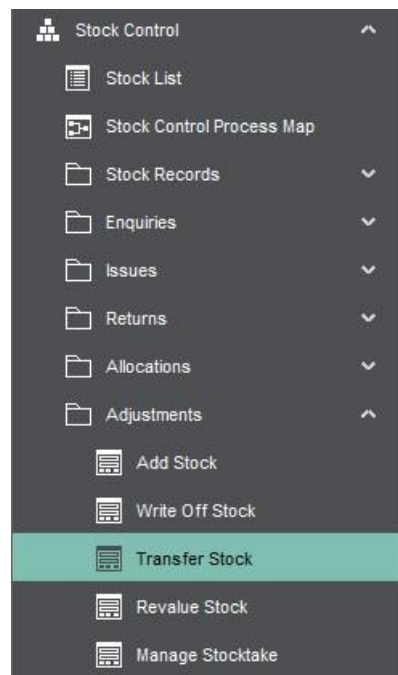 Stock Control
Stock List
Stock Control Process Map
Stock Records
Enquiries
Issues
Returns
Allocations
Adjustments
Add Stock
Write Off Stock
Transfer Stock
Revalue Stock
Manage Stocktake